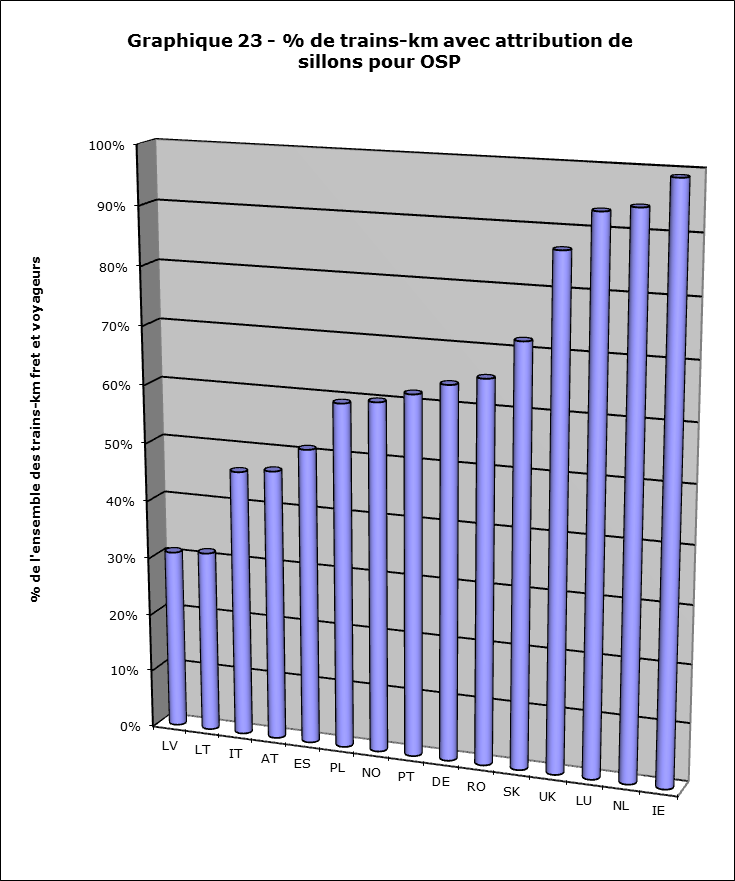 Graphique 23 - % de trains-km avec attribution de
sillons pour OSP
% de l'ensemble des trains-km fret et voyageurs
100%
90%
80%
70%
60%
50%
40%
30%
20%
10%
0%
LV
LT
IT
AT
ES
PL
NO
PT
DE
RO
SK
UK
LU
NL
IE